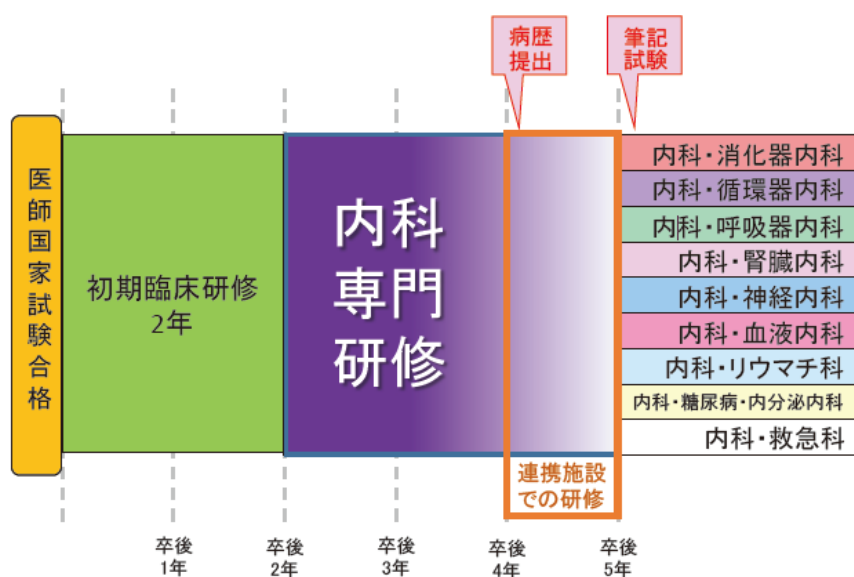 病歴
提出
筆記
試験
医師国家試験合格
初期臨床研修
2年
内科
専門
研修
内科・消化器内科
内科・循環器内科
内科・呼吸器内科
内科・腎臓内科
内科・神経内科
内科・血液内科
内科・リウマチ科
内科・糖尿病・内分泌内科
内科・救急科
連携施設
での研修
卒後
1年
卒後
2年
卒後
3年
卒後
4年
卒後
5年